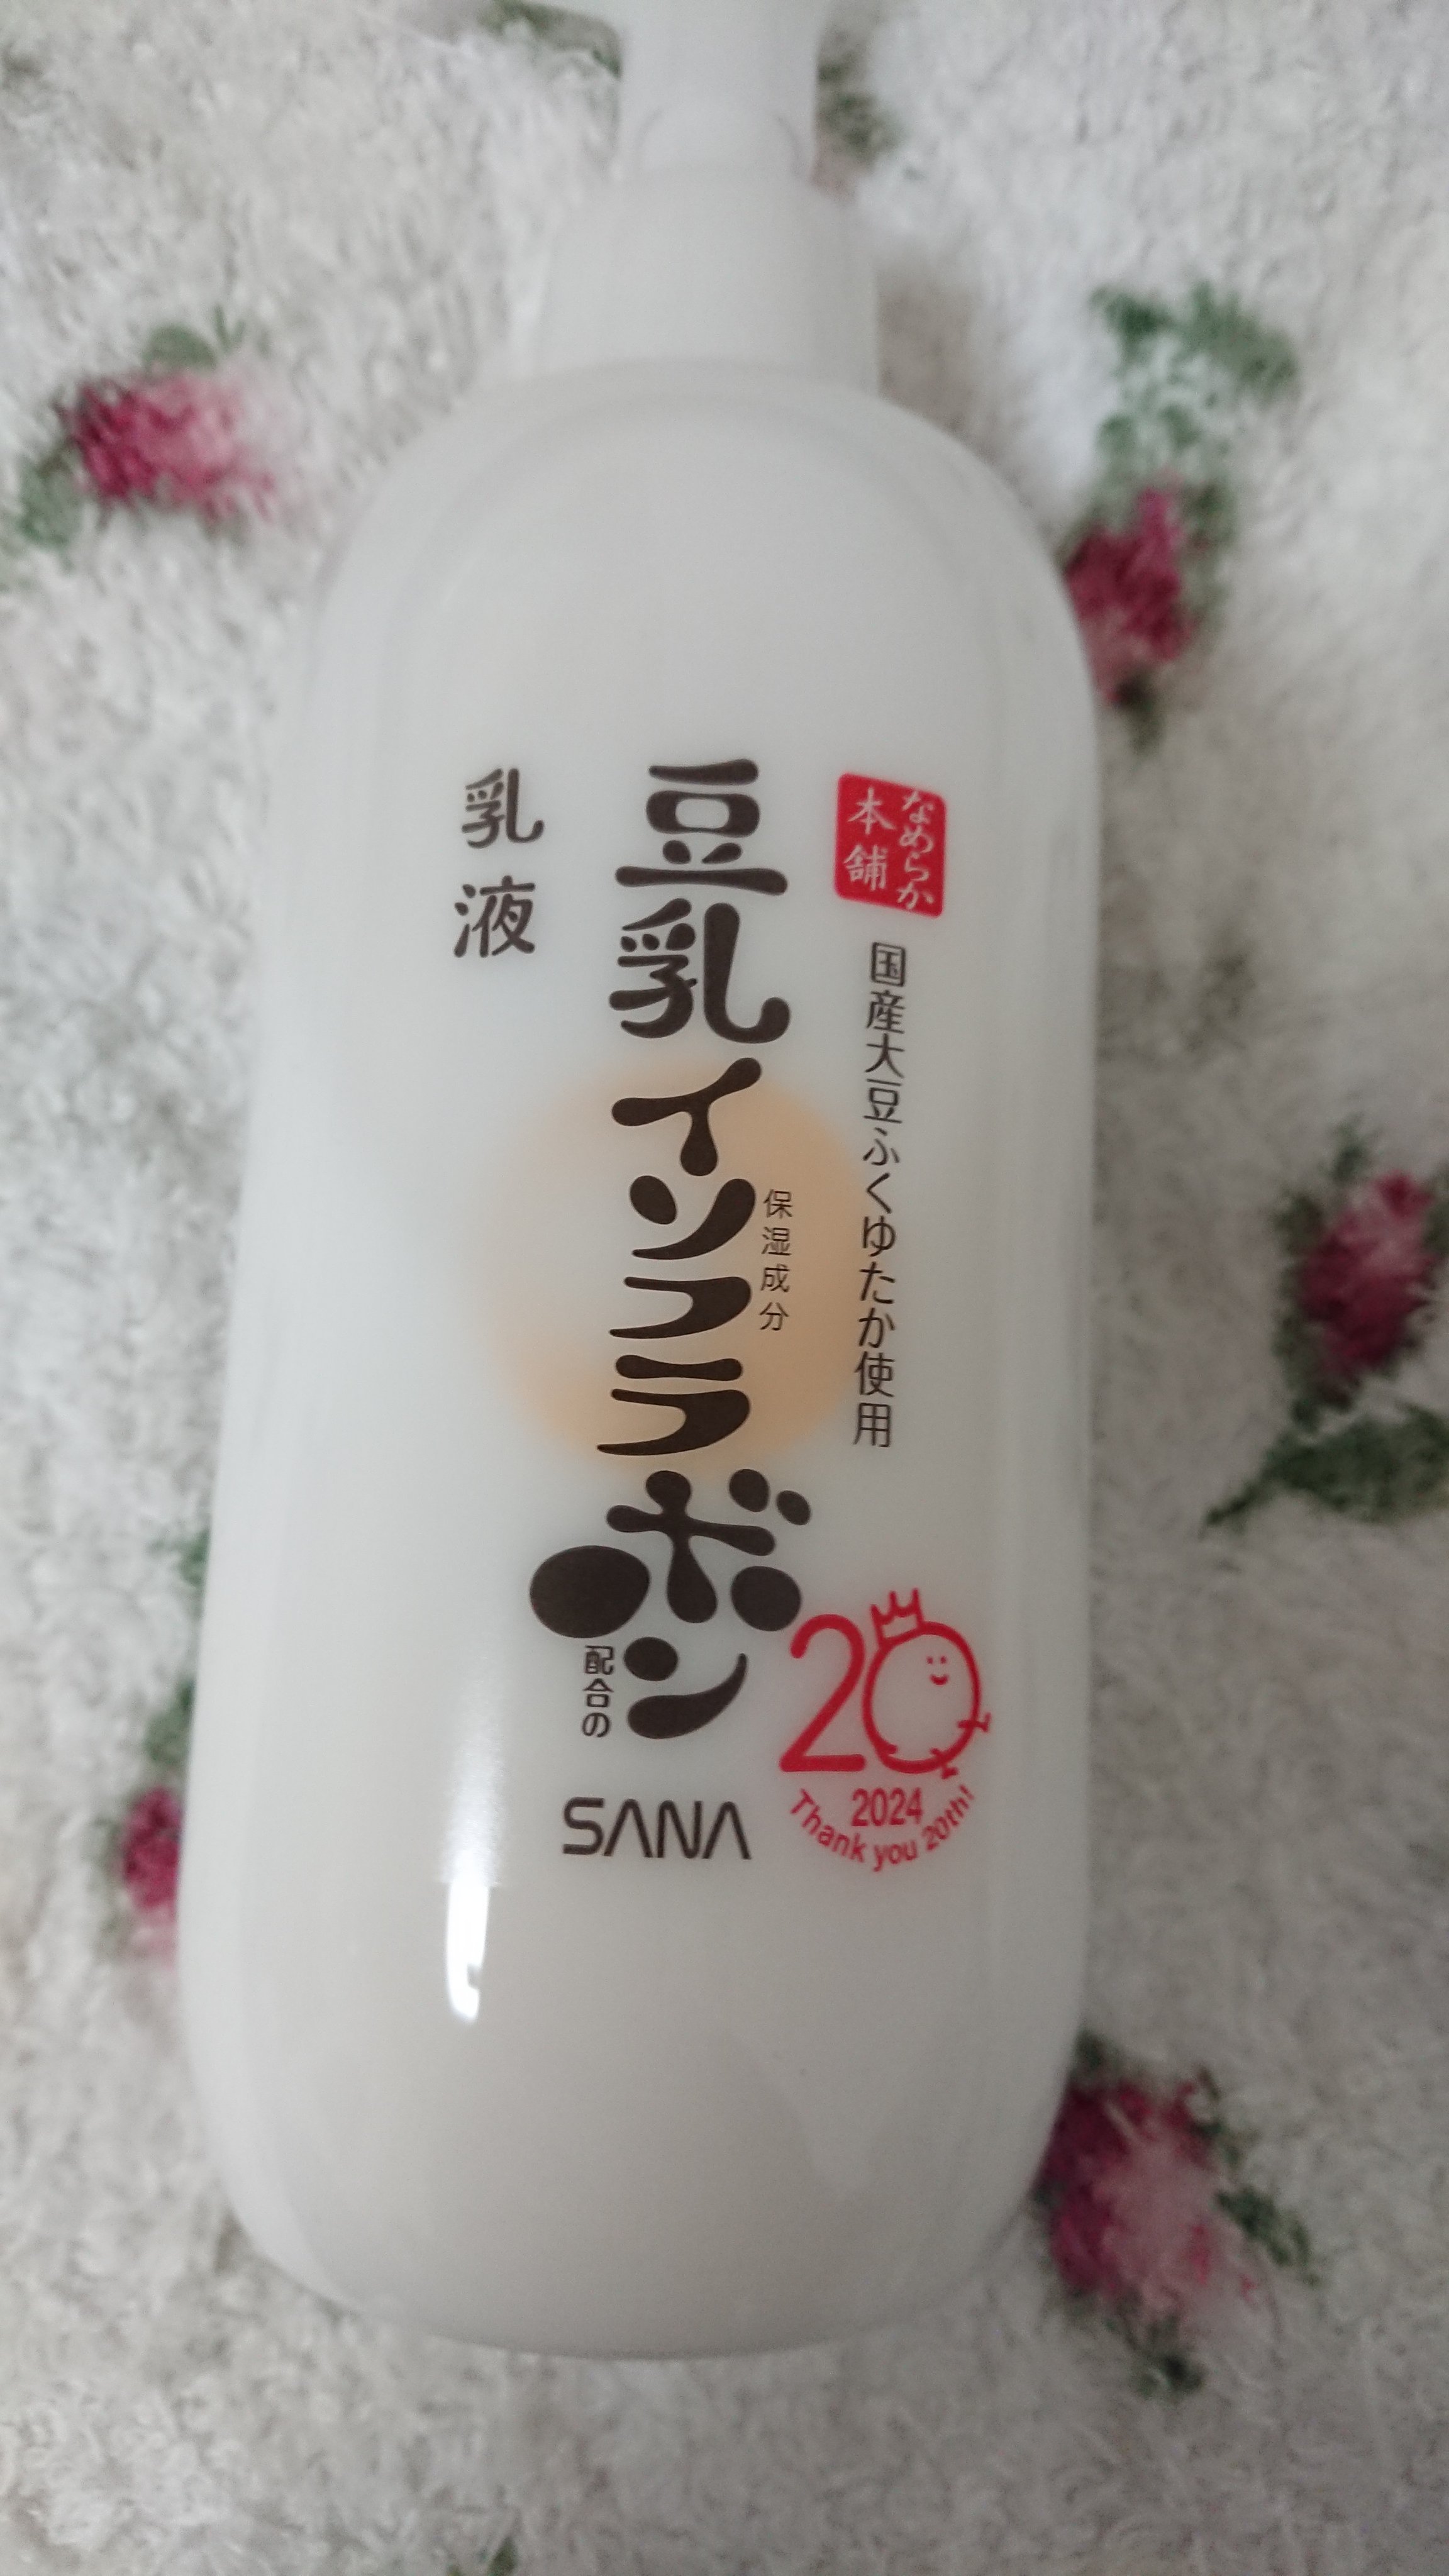 なめらか
本舗
国産大豆ふくゆたか使用
豆乳イソフラボン
保湿成分
配合の
乳液
SANA
20
2024
Thank you 20th!